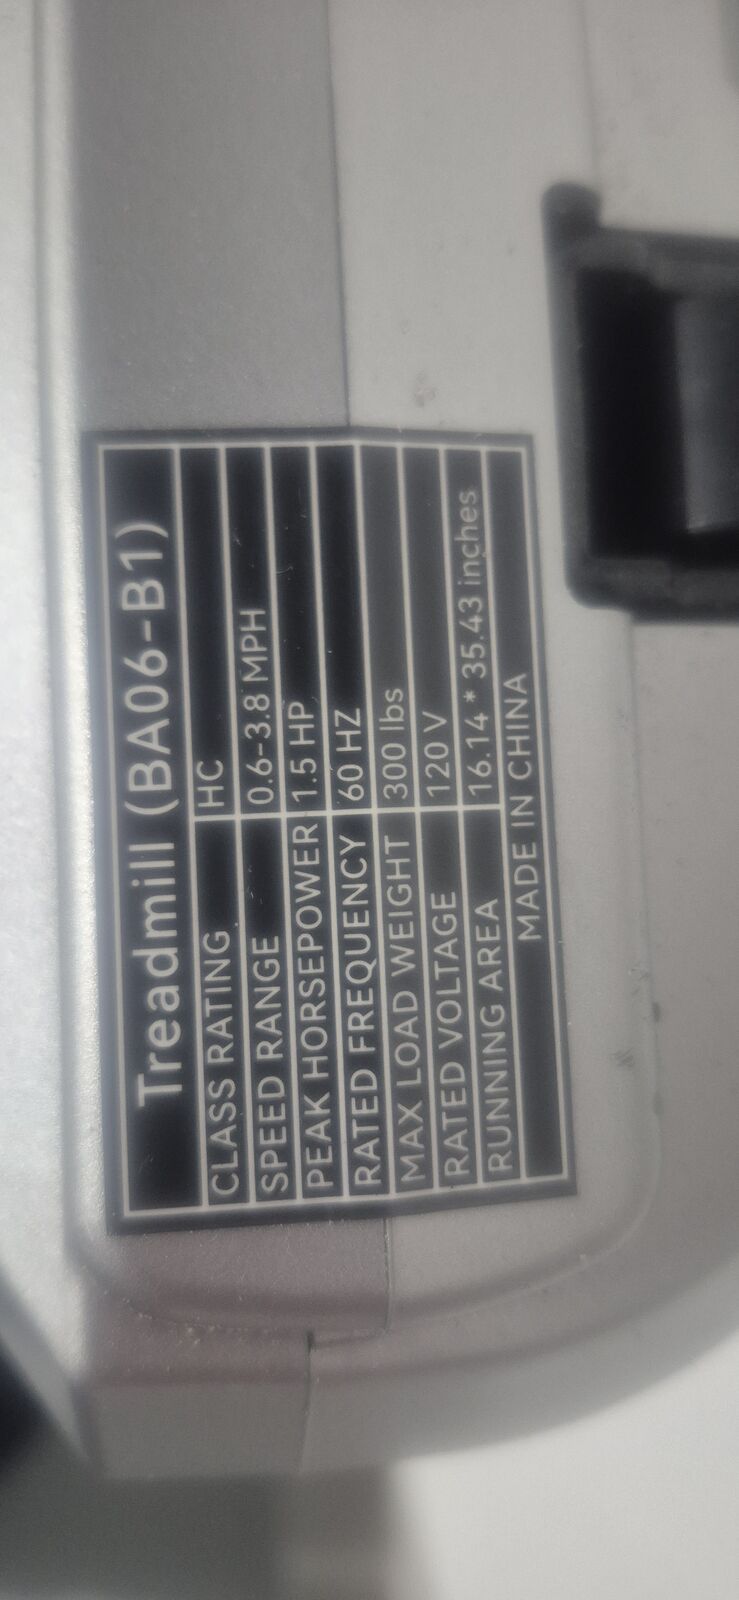 Treadmill (BA06-B1)
CLASS RATING HC
SPEED RANGE 0.6-3.8 MPH
PEAK HORSEPOWER 1.5 HP
RATED FREQUENCY 60 HZ
MAX LOAD WEIGHT 300 lbs
RATED VOLTAGE 120 V
RUNNING AREA 16.14 * 35.43 inches
MADE IN CHINA